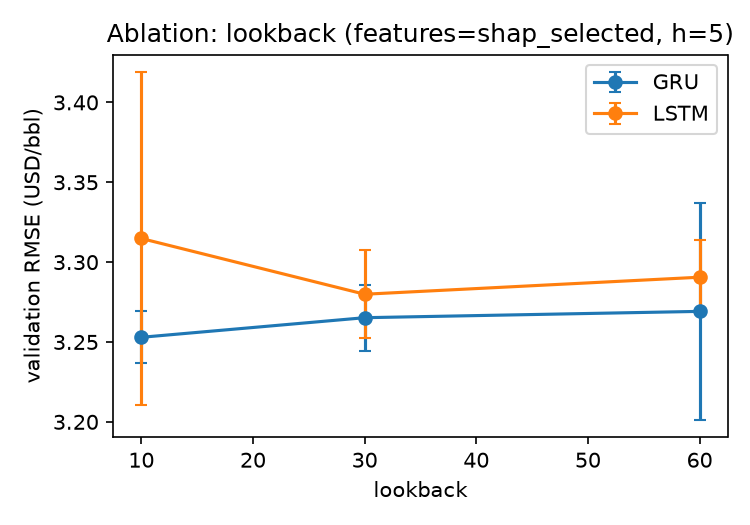 Ablation: lookback (features=shap_selected, h=5)
GRU
LSTM
validation RMSE (USD/bbl)
3.40
3.35
3.30
3.25
3.20
10 20 30 40 50 60
lookback